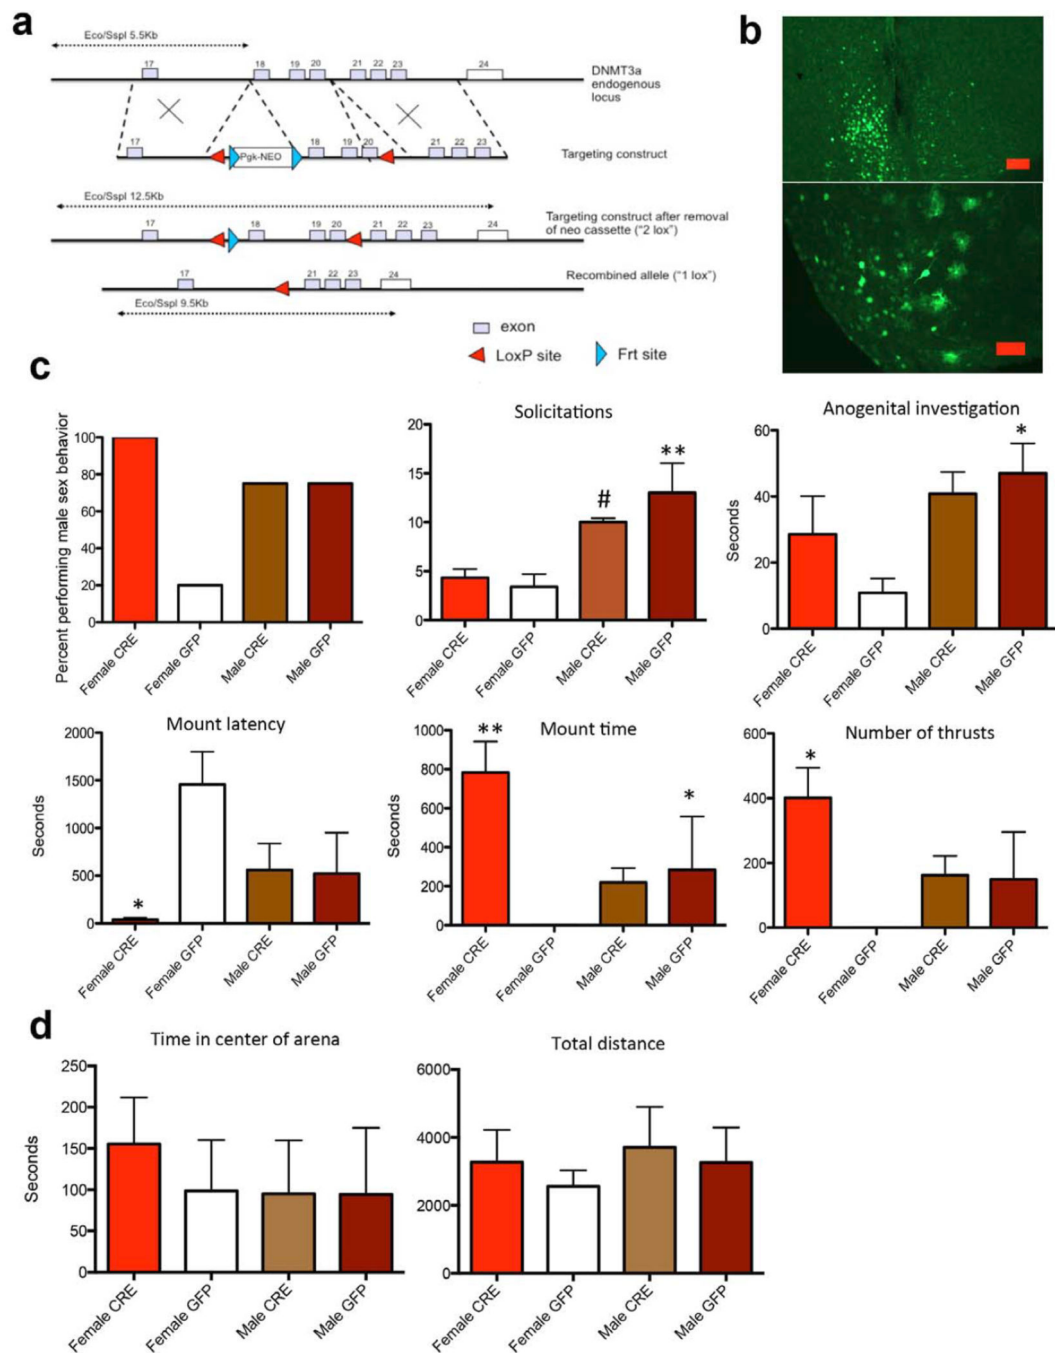 a
Eco/SspI 5.5Kb
17 18 19 20 21 22 23 24
DNMT3a
endogenous
locus
17 Pgk-NEO 18 19 20 21 22 23
Targeting construct
Eco/SspI 12.5Kb
17 18 19 20 21 22 23 24
Targeting construct after removal
of neo cassette ("2 lox")
17 21 22 23 24
Recombined allele ("1 lox")
Eco/SspI 9.5Kb
exon
LoxP site Frt site
b
c
Percent performing male sex behavior
100
80
60
40
20
0
Female CRE Female GFP Male CRE Male GFP
Solicitations
20
15
10
5
0
# **
Female CRE Female GFP Male CRE Male GFP
Anogenital investigation
Seconds
60
40
20
0
*
Female CRE Female GFP Male CRE Male GFP
Mount latency
Seconds
2000
1500
1000
500
0
*
Female CRE Female GFP Male CRE Male GFP
Mount time
Seconds
1000
800
600
400
200
0
** *
Female CRE Female GFP Male CRE Male GFP
Number of thrusts
600
400
200
0
*
Female CRE Female GFP Male CRE Male GFP
d
Time in center of arena
Seconds
250
200
150
100
50
0
Female CRE Female GFP Male CRE Male GFP
Total distance
6000
4000
2000
0
Female CRE Female GFP Male CRE Male GFP